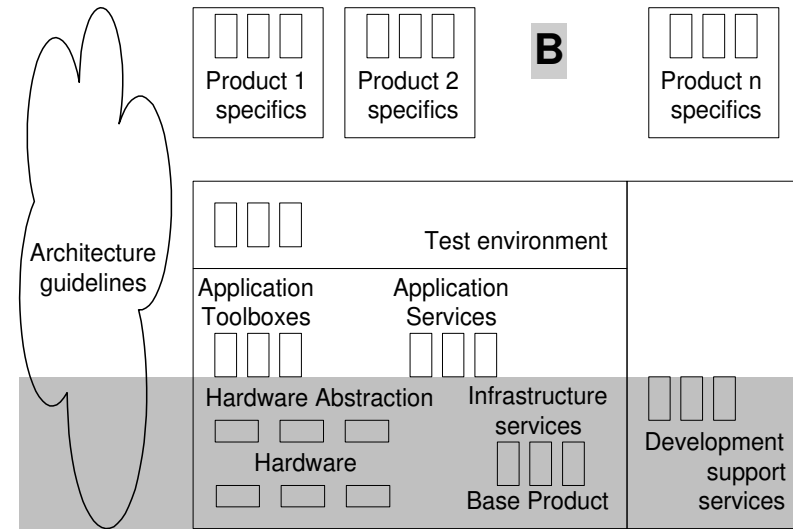 B
Product 1
specifics
Product 2
specifics
Product n
specifics
Architecture
guidelines
Test environment
Application
Toolboxes
Application
Services
Hardware Abstraction
Infrastructure
services
Hardware
Base Product
Development
support
services